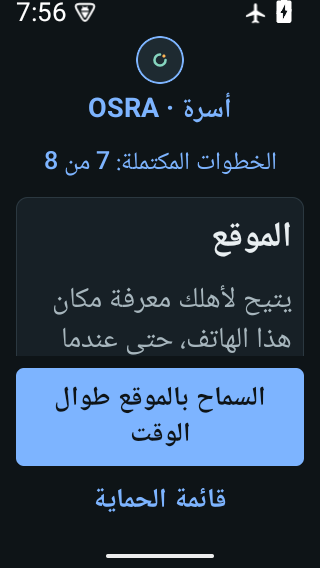 7:56
أسرة · OSRA
الخطوات المكتملة: 7 من 8
الموقع
يتيح لأهلك معرفة مكان
هذا الهاتف، حتى عندما
السماح بالموقع طوال
الوقت
قائمة الحماية